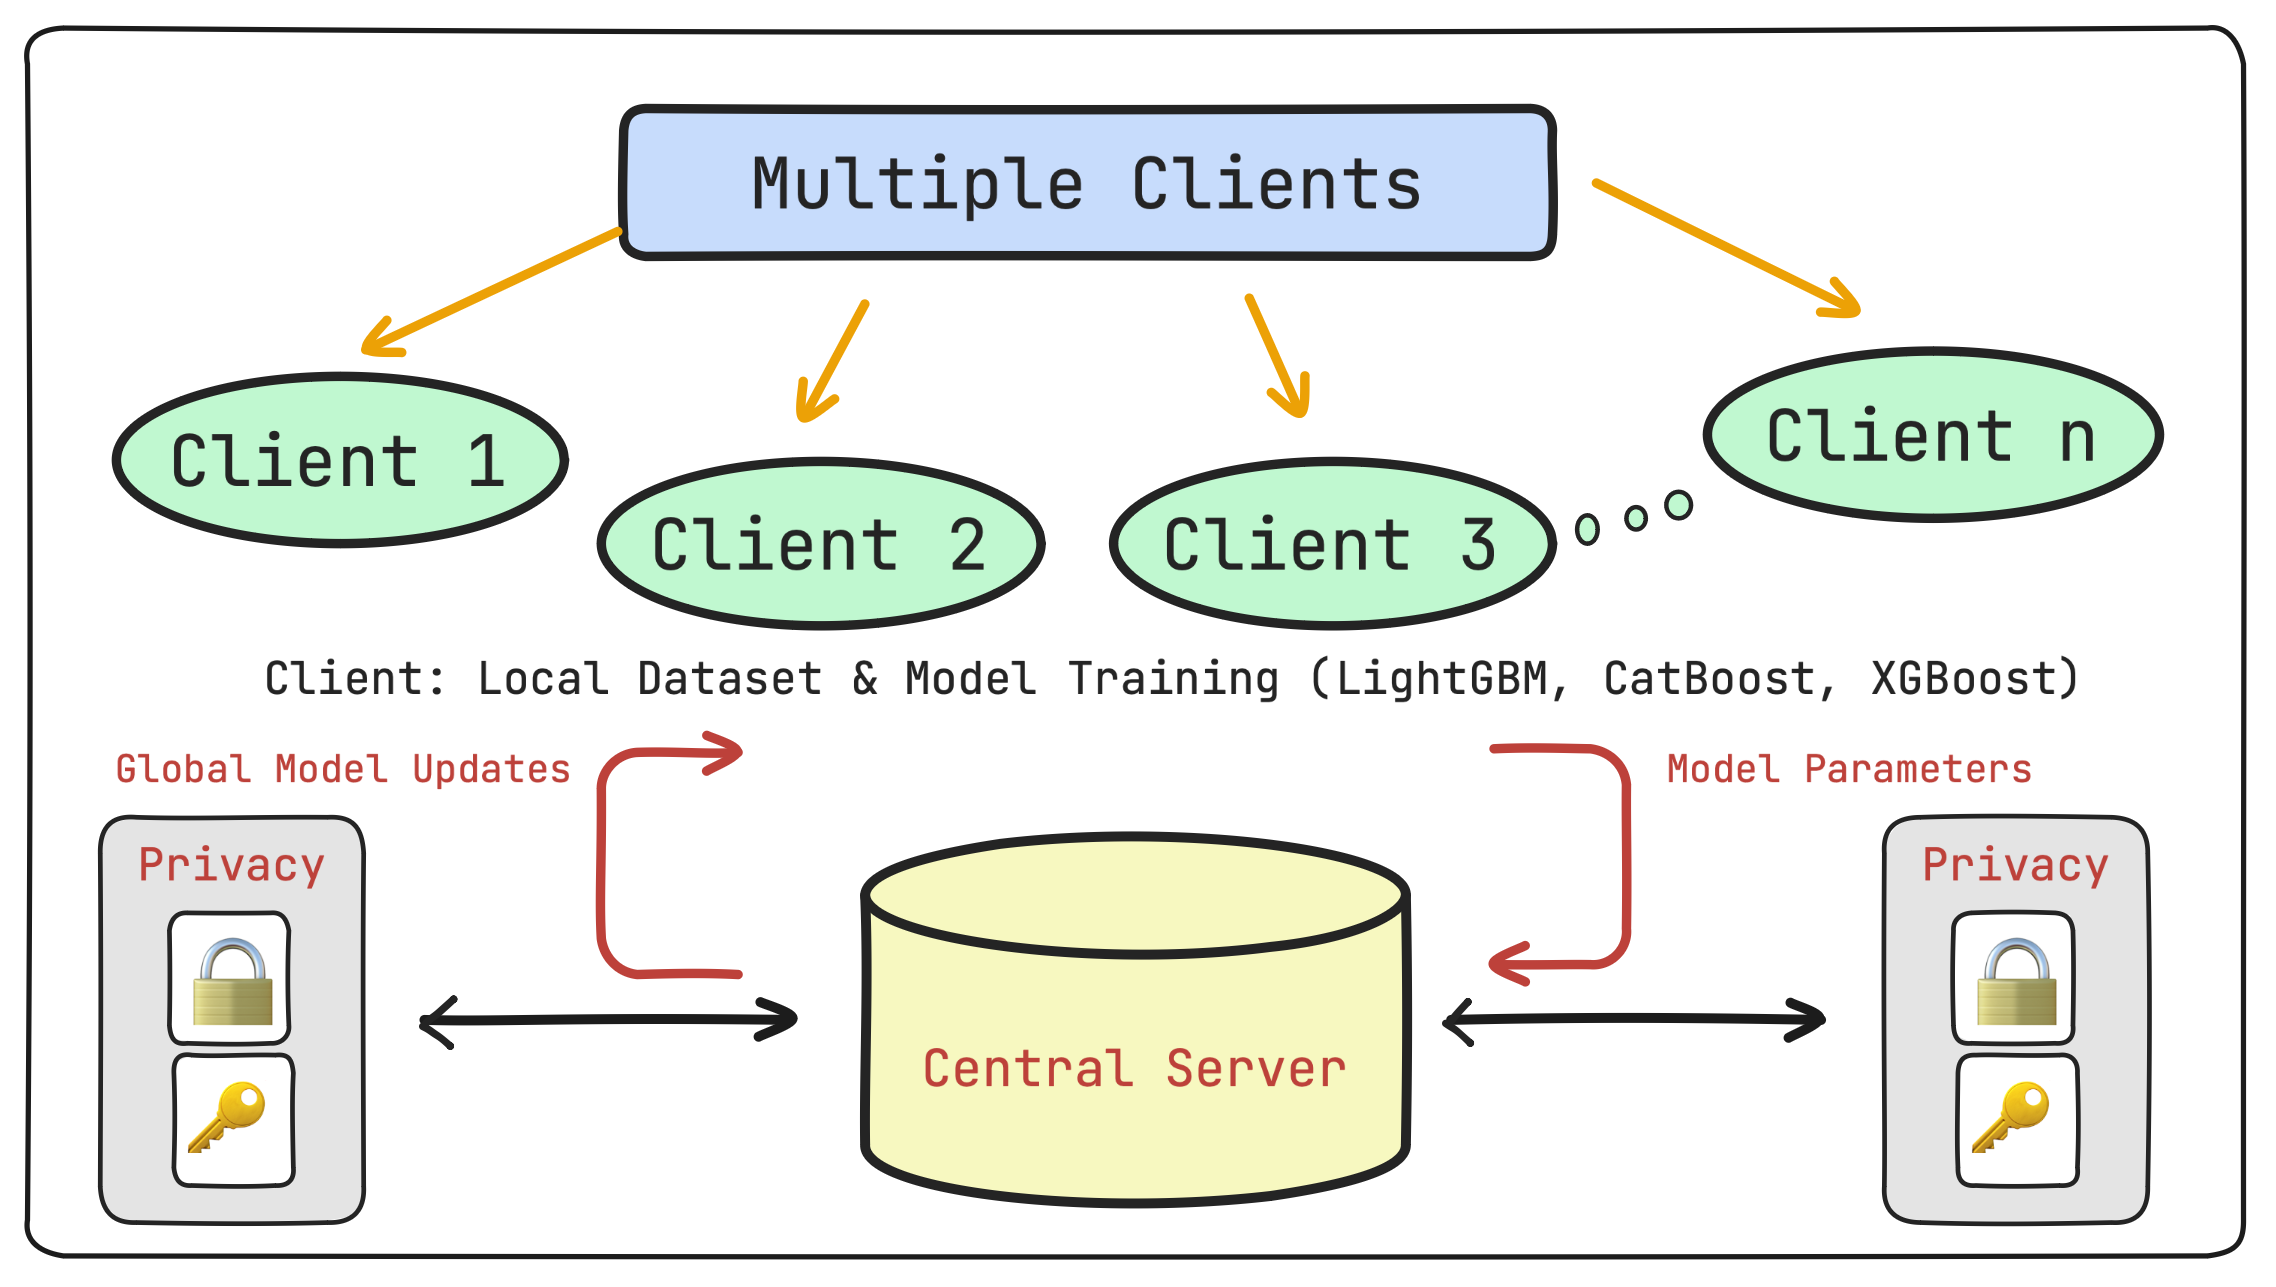 Multiple Clients
Client 1
Client 2
Client 3
Client n
Client: Local Dataset & Model Training (LightGBM, CatBoost, XGBoost)
Global Model Updates
Model Parameters
Privacy
Privacy
Central Server